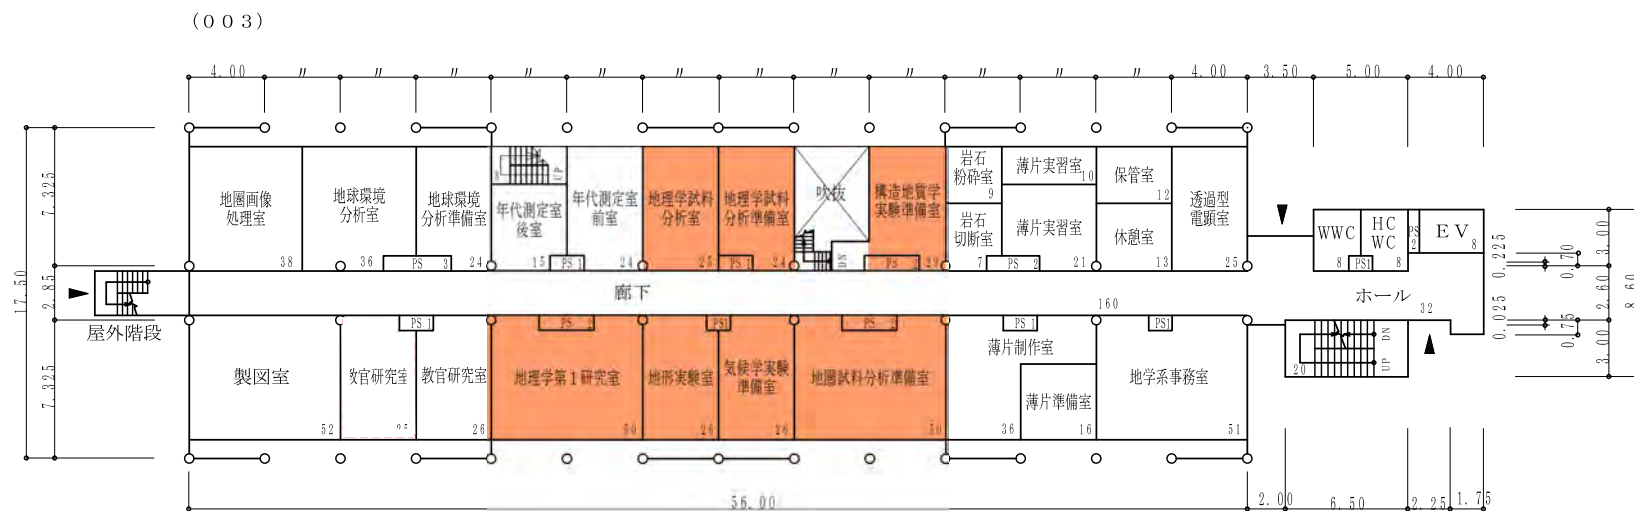 (003)
4.00 〃 〃 〃 〃 〃 〃 〃 〃 〃 〃 〃 〃 4.00 3.50 5.00 4.00
17.50
7.325
2.85
7.325
地圏画像
処理室
38
地球環境
分析室
36
PS 3
地球環境
分析準備室
24
8
UP
年代測定室
後室
15
PS 1
年代測定室
前室
24
地理学試料
分析室
地理学試料
分析準備室
24
吹抜
DN
構造地質学
実験準備室
岩石
粉砕室
9
岩石
切断室
7
薄片実習室
10
薄片実習室
PS 2
21
保管室
12
休憩室
13
透過型
電顕室
25
WWC
8
HC
WC
PS1
8
PS
2
EV
8
屋外階段
廊下
160
ホール
32
製図室
52
PS 1
教官研究室
教官研究室
26
地理学第1研究室
地形実験室
26
気候学実験
準備室
26
地圏試料分析準備室
薄片制作室
PS 1
36
薄片準備室
16
PS1
地学系事務室
51
20
UP DN
0.225
0.70
3.00
2.60
8.60
0.025
0.75
3.00
56.00 2.00 6.50 2.25 1.75